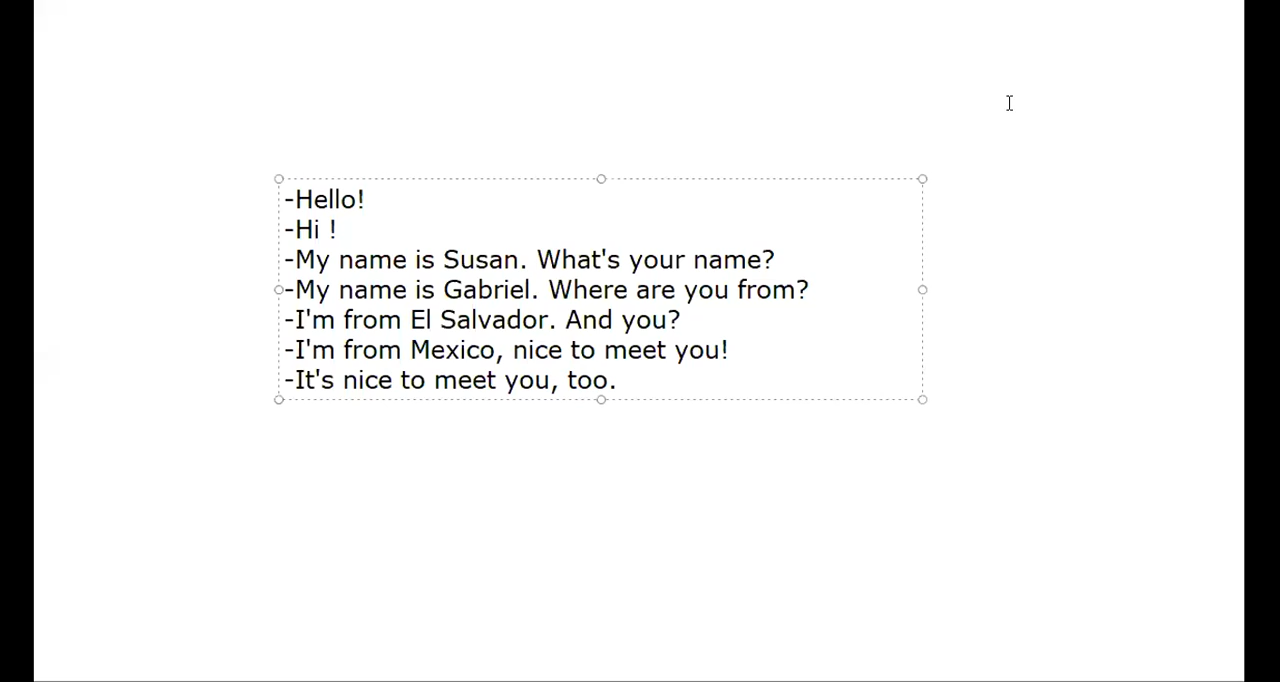 -Hello!
-Hi !
-My name is Susan. What's your name?
-My name is Gabriel. Where are you from?
-I'm from El Salvador. And you?
-I'm from Mexico, nice to meet you!
-It's nice to meet you, too.